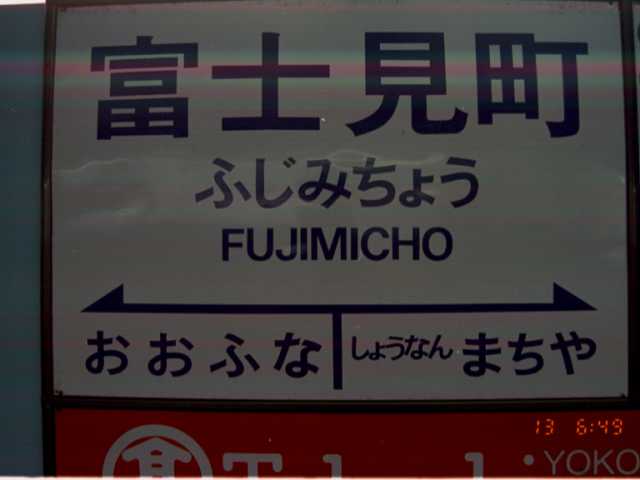 富士見町
ふじみちょう
FUJIMICHO
おおふな しょうなんまちや
13 6:49
•YOKO